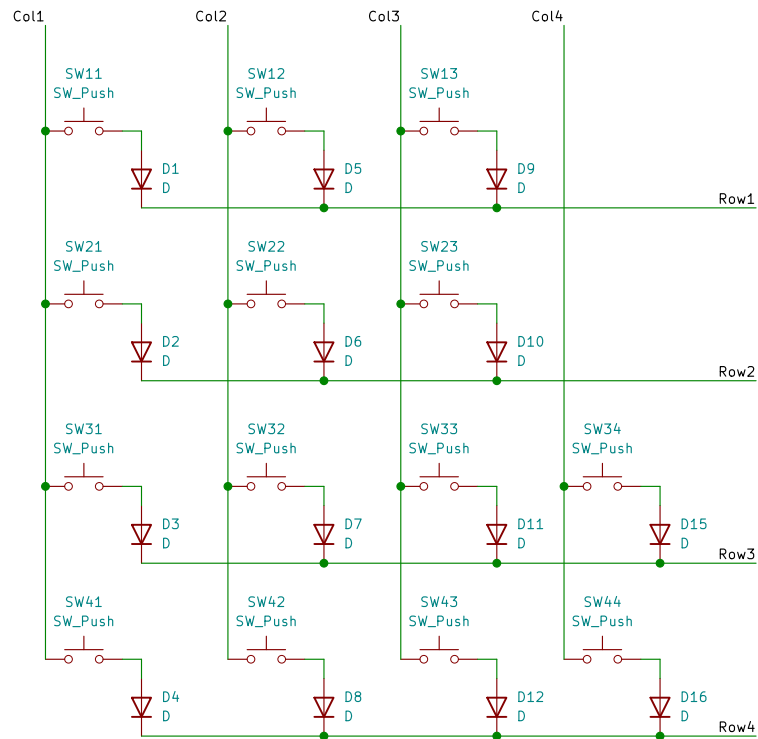 Col1 Col2 Col3 Col4
SW11 SW12 SW13
SW_Push SW_Push SW_Push
D1 D5 D9
D D D
Row1
SW21 SW22 SW23
SW_Push SW_Push SW_Push
D2 D6 D10
D D D
Row2
SW31 SW32 SW33 SW34
SW_Push SW_Push SW_Push SW_Push
D3 D7 D11 D15
D D D D
Row3
SW41 SW42 SW43 SW44
SW_Push SW_Push SW_Push SW_Push
D4 D8 D12 D16
D D D D
Row4